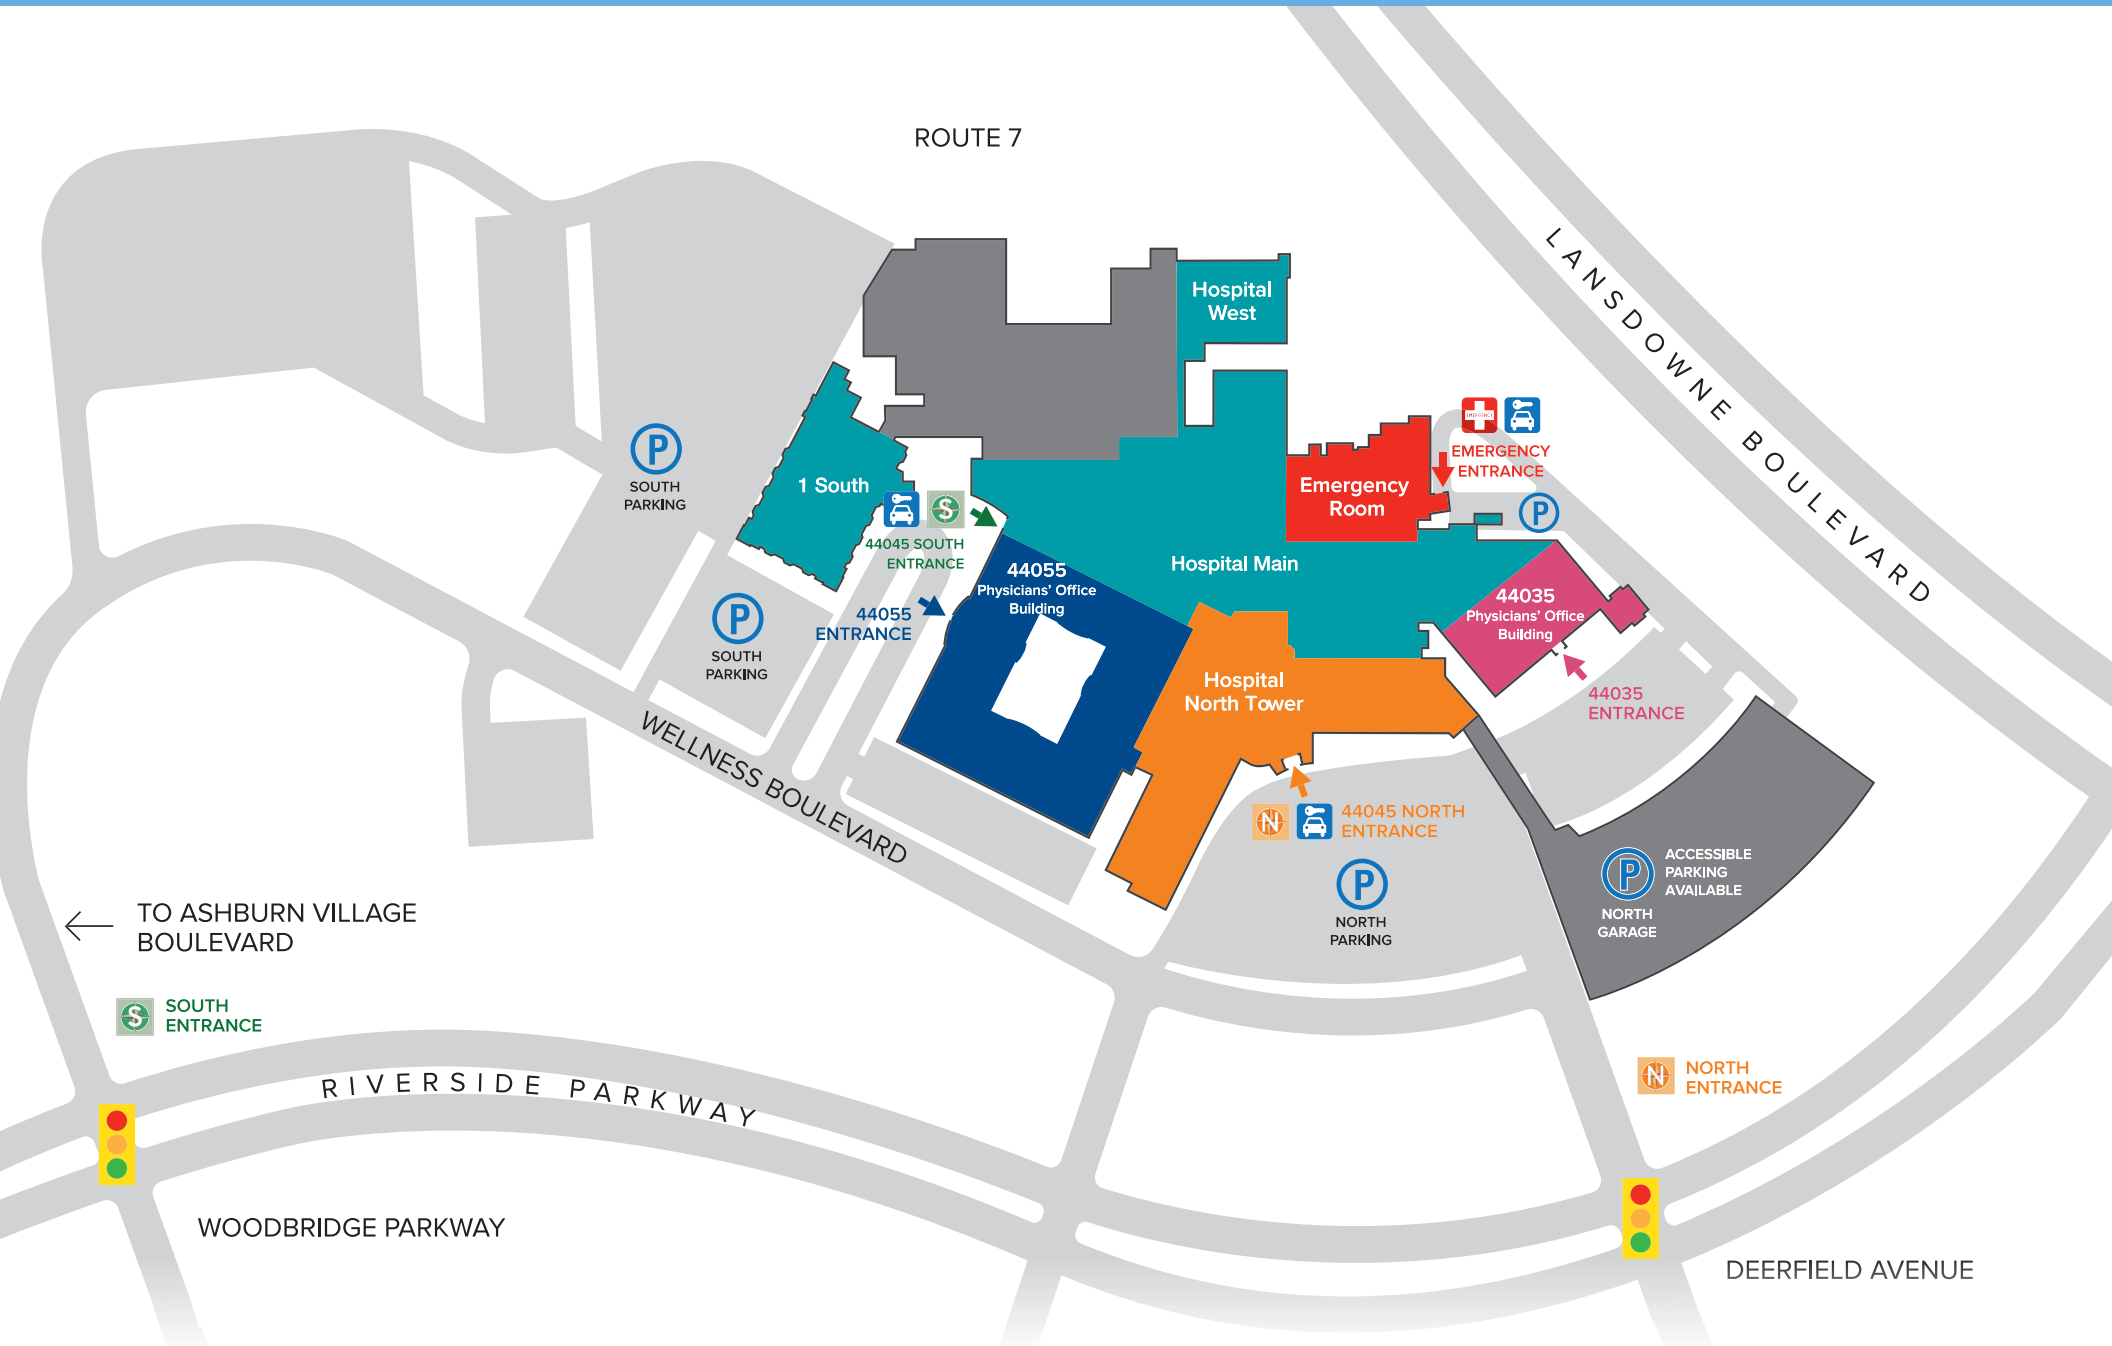 ROUTE 7
LANSDOWNE BOULEVARD
Hospital
West
EMERGENCY
EMERGENCY
ENTRANCE
P
SOUTH
PARKING
1 South
S
44045 SOUTH
ENTRANCE
Emergency
Room
P
Hospital Main
44055
Physicians' Office
Building
44055
ENTRANCE
44035
Physicians' Office
Building
P
SOUTH
PARKING
Hospital
North Tower
44035
ENTRANCE
WELLNESS BOULEVARD
N
44045 NORTH
ENTRANCE
P
NORTH
PARKING
P
ACCESSIBLE
PARKING
AVAILABLE
NORTH
GARAGE
TO ASHBURN VILLAGE
BOULEVARD
S
SOUTH
ENTRANCE
RIVERSIDE PARKWAY
N
NORTH
ENTRANCE
WOODBRIDGE PARKWAY
DEERFIELD AVENUE